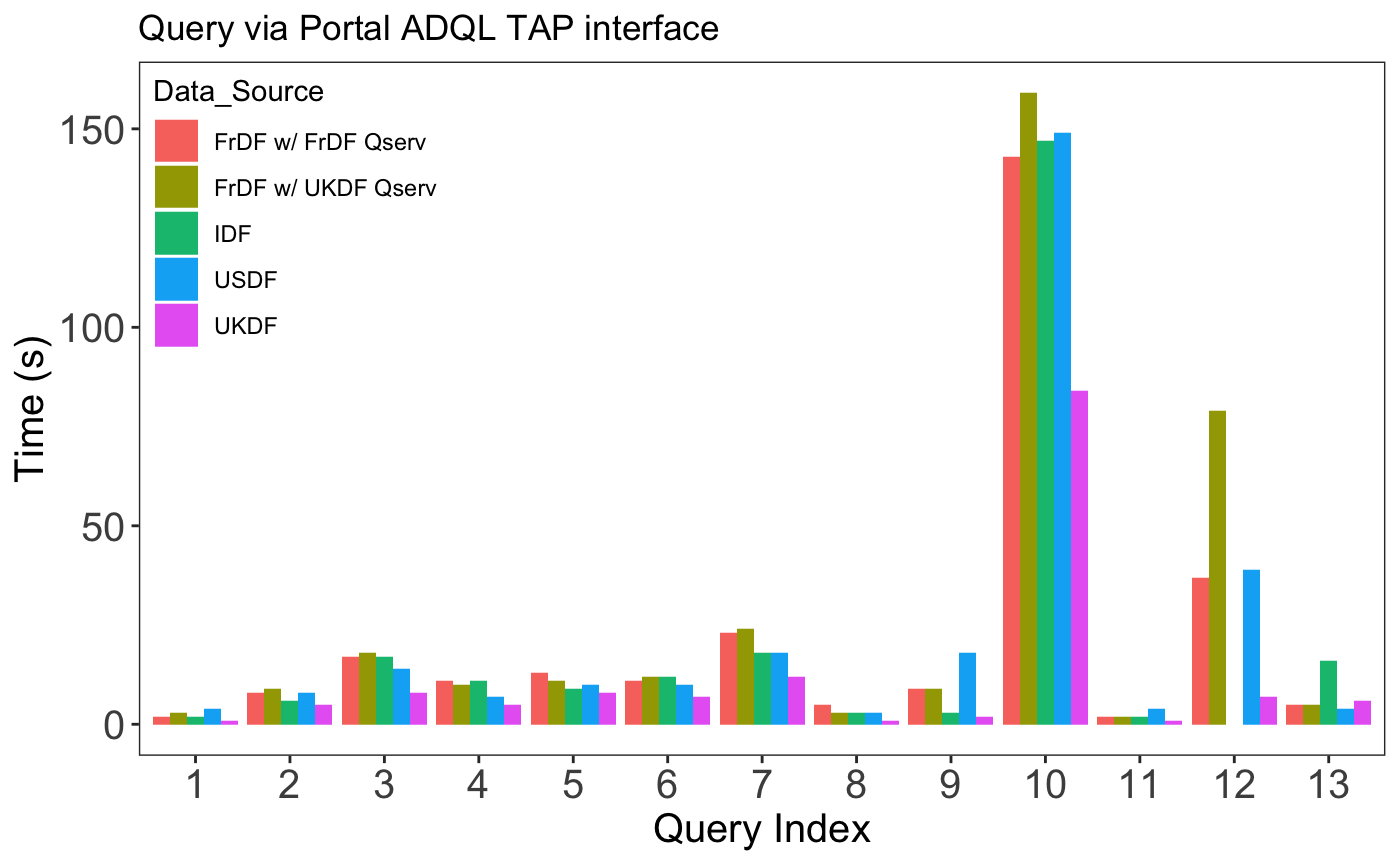 Query via Portal ADQL TAP interface
Data_Source
FrDF w/ FrDF Qserv
FrDF w/ UKDF Qserv
IDF
USDF
UKDF
150
100
50
0
Time (s)
1 2 3 4 5 6 7 8 9 10 11 12 13
Query Index